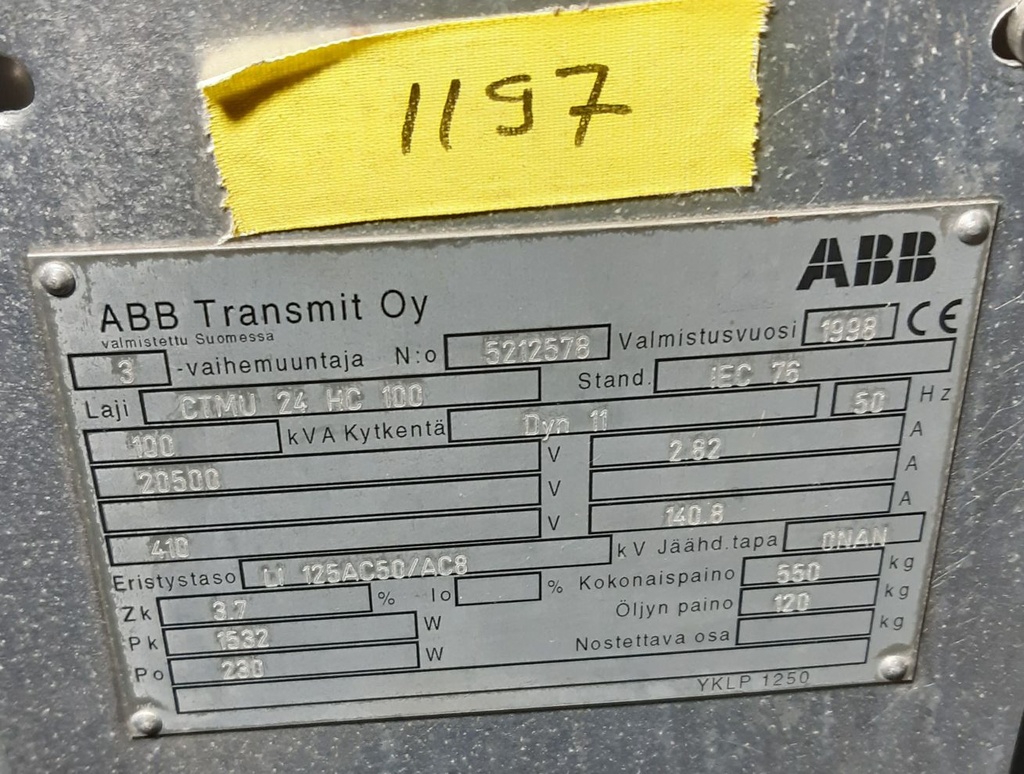 1197
ABB
ABB Transmit Oy
valmistettu Suomessa
3 -vaihemuuntaja N:o 5212578 Valmistusvuosi 1998 CE
Laji CTMU 24 HC 100 Stand. IEC 76
100 kVA Kytkentä Dyn 11 50 Hz
20500 V 2.82 A
V A
410 V 140.8 A
Eristystaso LI 125AC50/AC8 kV Jäähd.tapa ONAN
Zk 3.7 % Io % Kokonaispaino 550 kg
Pk 1532 W Öljyn paino 120 kg
Po 230 W Nostettava osa kg
YKLP 1250